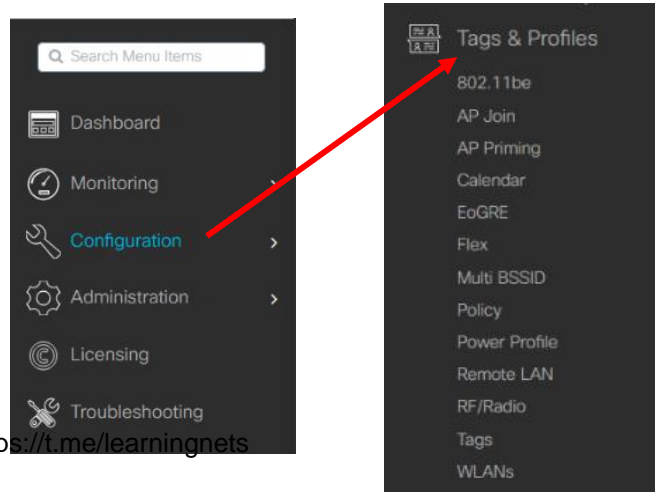 Search Menu Items
Dashboard
Monitoring
Configuration
Administration
Licensing
Troubleshooting
os://t.me/learningnets
Tags & Profiles
802.11be
AP Join
AP Priming
Calendar
EoGRE
Flex
Multi BSSID
Policy
Power Profile
Remote LAN
RF/Radio
Tags
WLANs